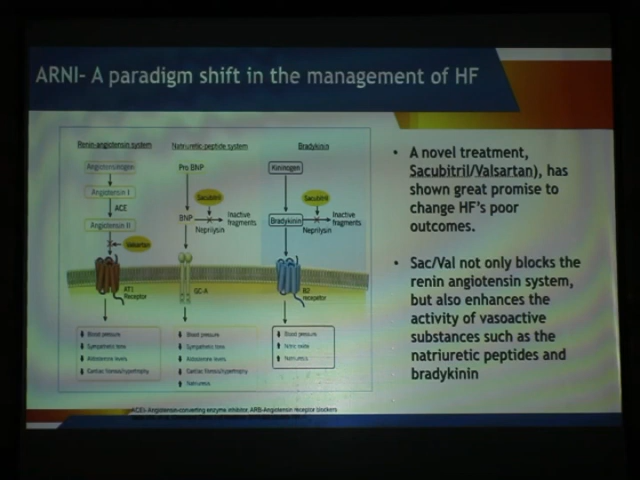 ARNI- A paradigm shift in the management of HF
Renin-angiotensin system
Natriuretic peptide system
Bradykinin
Angiotensinogen
Pro BNP
Kininogen
Angiotensin I
Sacubitril
Sacubitril
ACE
Angiotensin II
BNP
Inactive
fragments
Bradykinin
Inactive
fragments
Neprilysin
Neprilysin
Valsartan
AT1
Receptor
GC-A
B2
receptor
Blood pressure
Sympathetic tone
Aldosterone levels
Cardiac fibrosis/hypertrophy
Blood pressure
Sympathetic tone
Aldosterone levels
Cardiac fibrosis/hypertrophy
Natriuresis
Blood pressure
Nitric oxide
Natriuresis
• A novel treatment,
Sacubitril/Valsartan), has
shown great promise to
change HF's poor
outcomes.
• Sac/Val not only blocks the
renin angiotensin system,
but also enhances the
activity of vasoactive
substances such as the
natriuretic peptides and
bradykinin
ACEI-Angiotensin-converting enzyme inhibitor, ARB-Angiotensin receptor blockers